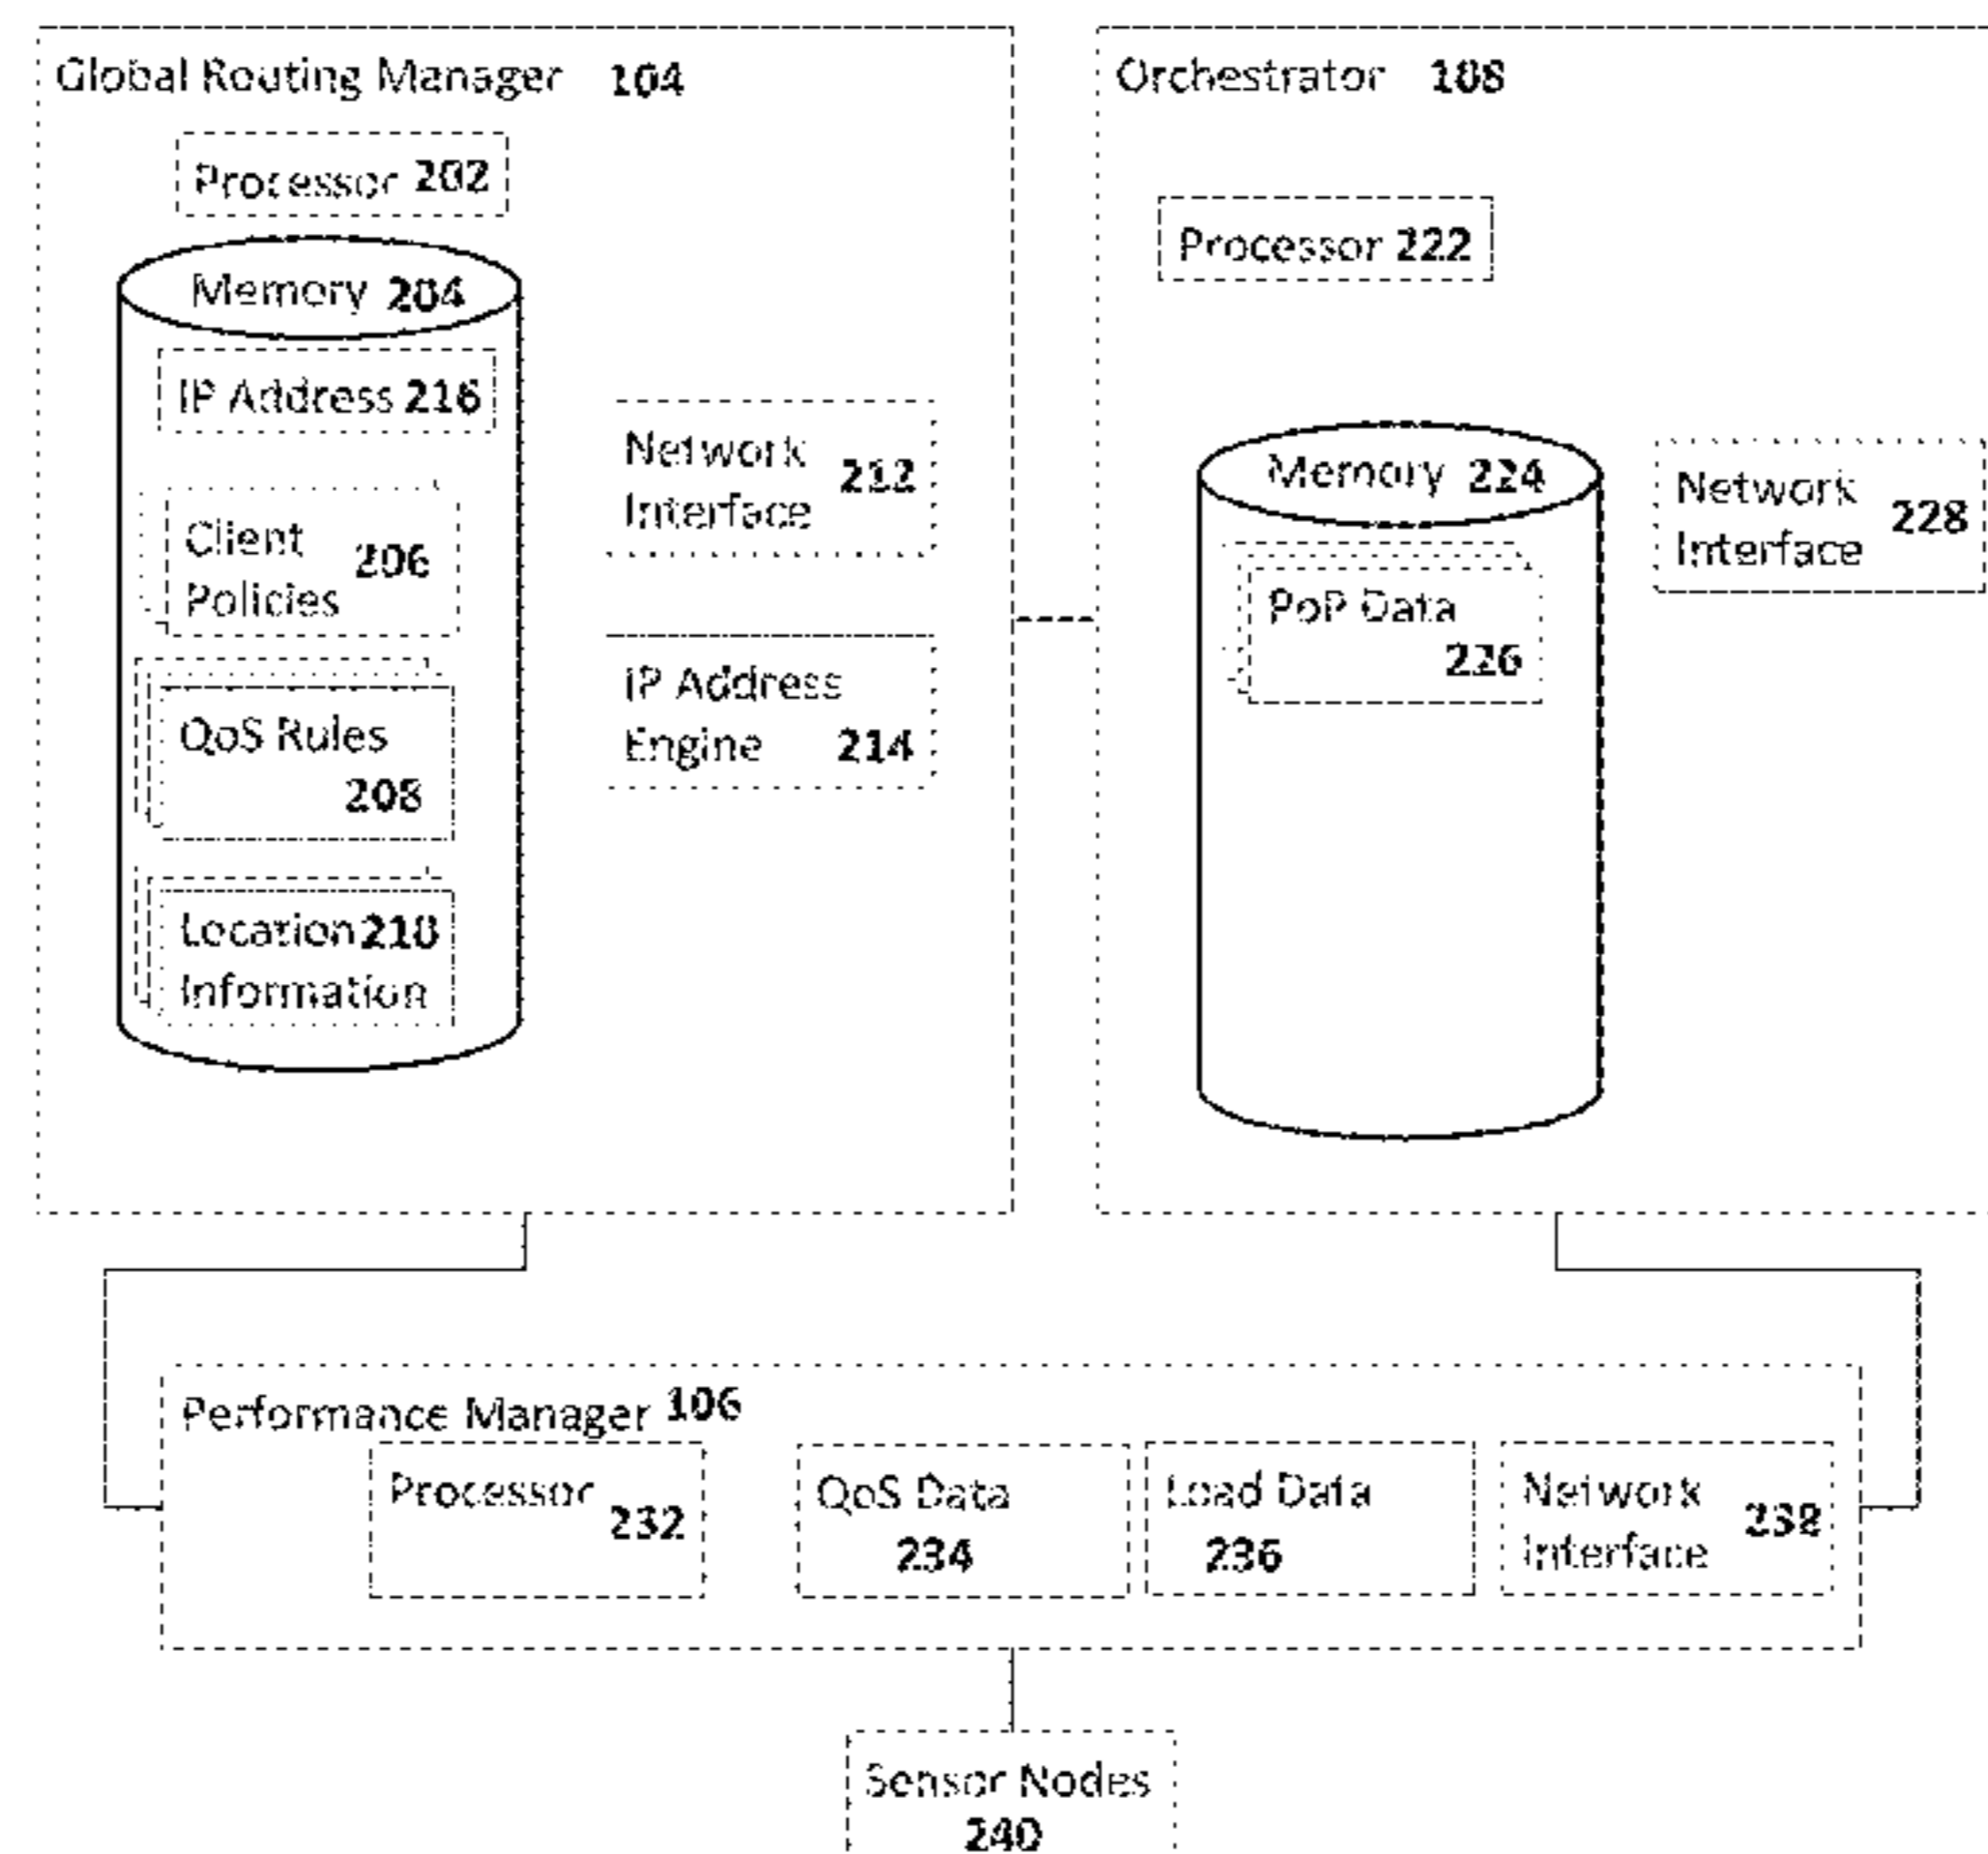 Global Routing Manager 104
Processor 202
Memory 204
IP Address 216
Client
Policies 206
QoS Rules
208
Location 210
Information
Network
Interface 212
IP Address
Engine 214
Orchestrator 108
Processor 222
Memory 224
PoP Data
226
Network
Interface 228
Performance Manager 106
Processor
232
QoS Data
234
Load Data
236
Network
Interface 238
Sensor Nodes
240